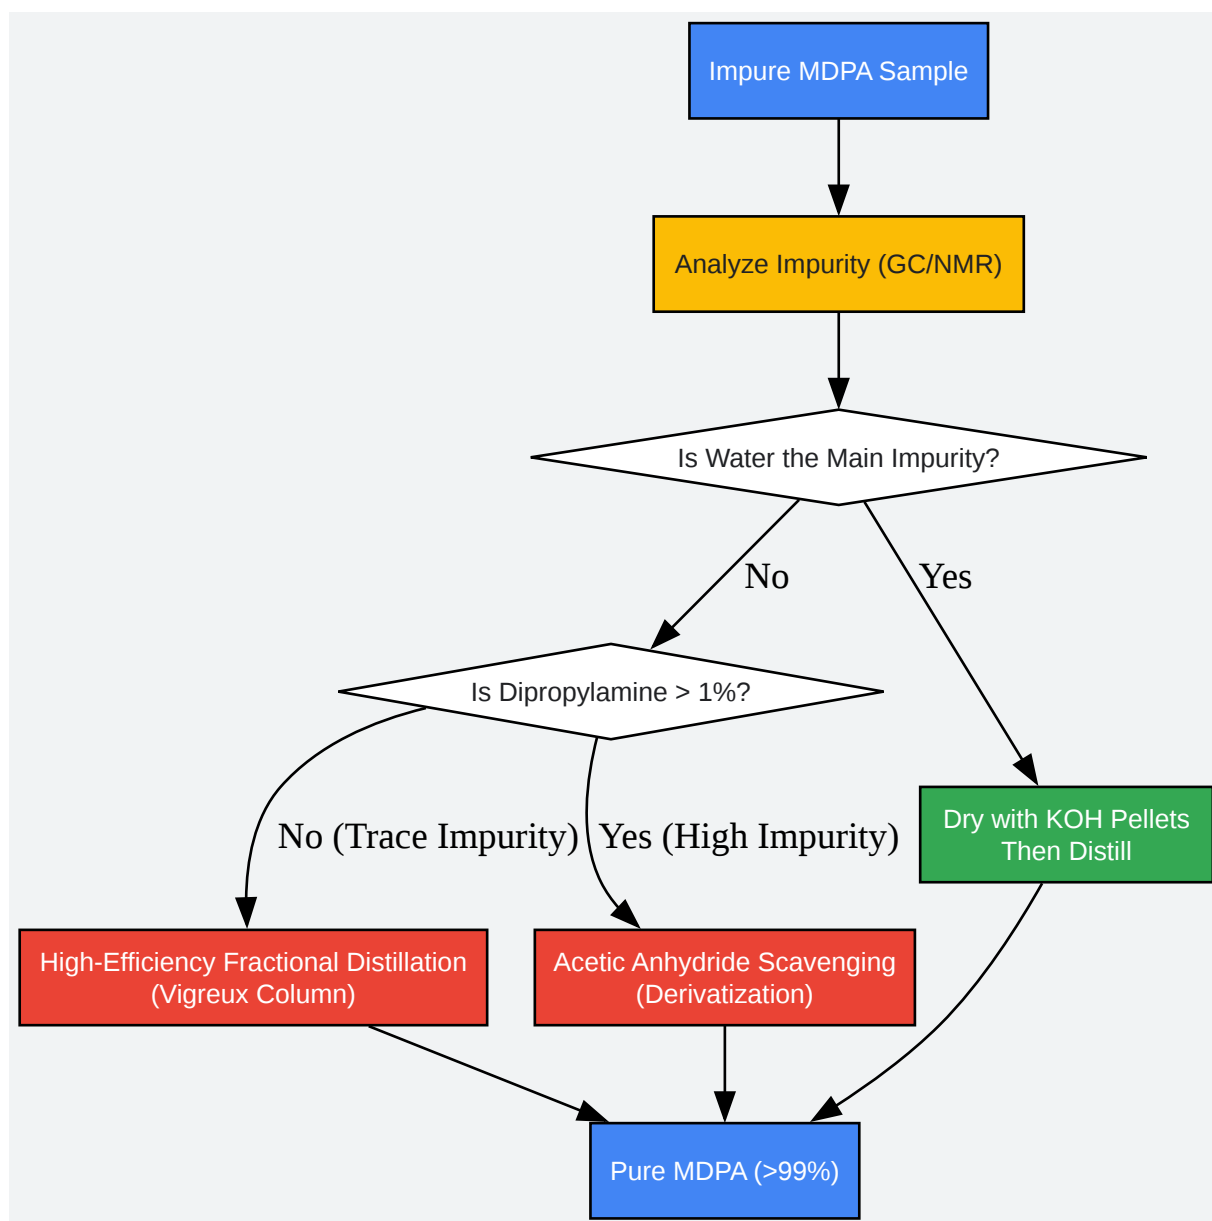 Impure MDPA Sample
Analyze Impurity (GC/NMR)
Is Water the Main Impurity?
No
Yes
Is Dipropylamine > 1%?
No (Trace Impurity)
Yes (High Impurity)
Dry with KOH Pellets
Then Distill
High-Efficiency Fractional Distillation
(Vigreux Column)
Acetic Anhydride Scavenging
(Derivatization)
Pure MDPA (>99%)